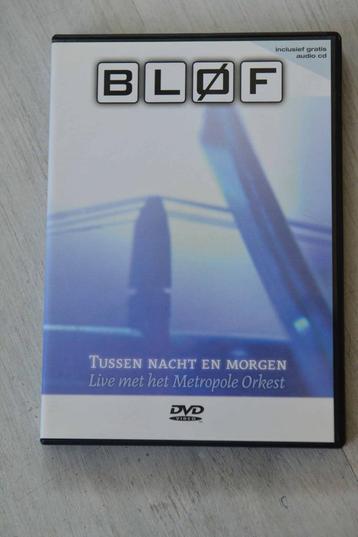 inclusief gratis
audio cd
BLØF
TUSSEN NACHT EN MORGEN
Live met het Metropole Orkest
DVD
VIDEO